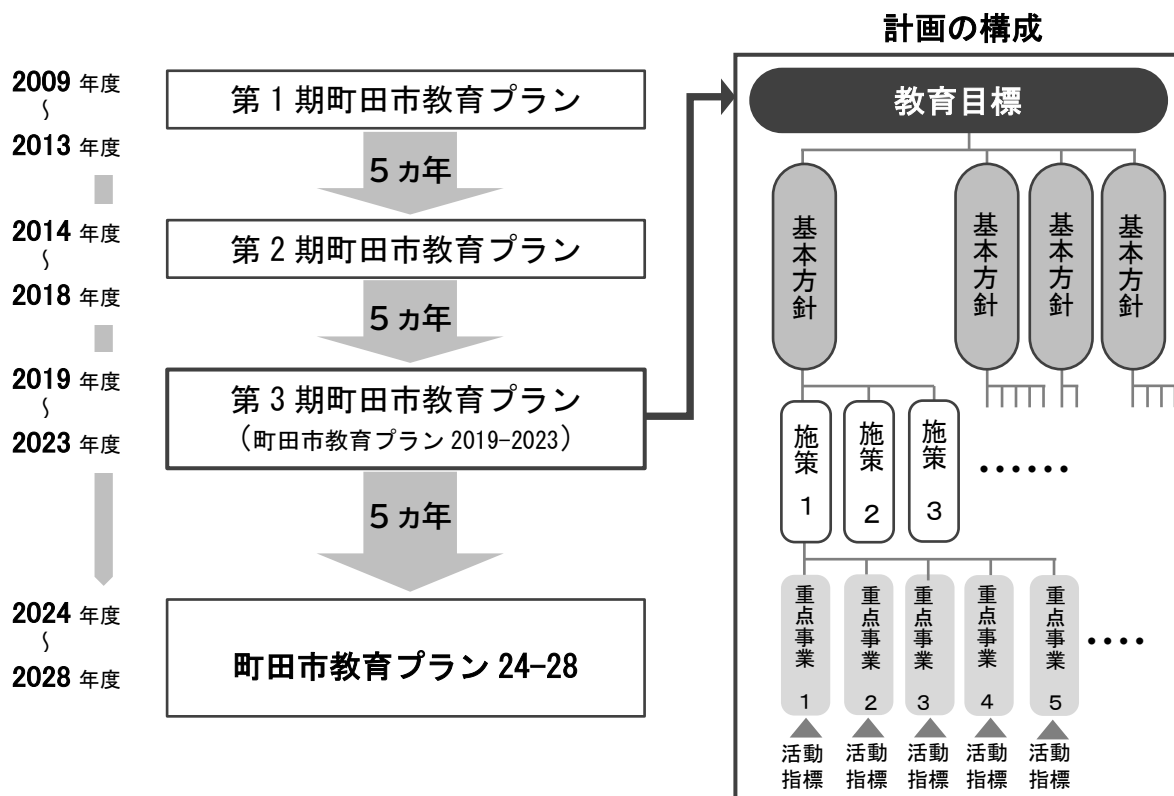 計画の構成
2009 年度
～
2013 年度
第1期町田市教育プラン
5ヵ年
2014 年度
～
2018 年度
第2期町田市教育プラン
5ヵ年
2019 年度
～
2023 年度
第3期町田市教育プラン
(町田市教育プラン 2019-2023)
5ヵ年
2024 年度
～
2028 年度
町田市教育プラン 24-28
教育目標
基本方針
基本方針
基本方針
基本方針
施策 1
施策 2
施策 3
……
重点事業 1
重点事業 2
重点事業 3
重点事業 4
重点事業 5
‥‥
活動
指標
活動
指標
活動
指標
活動
指標
活動
指標